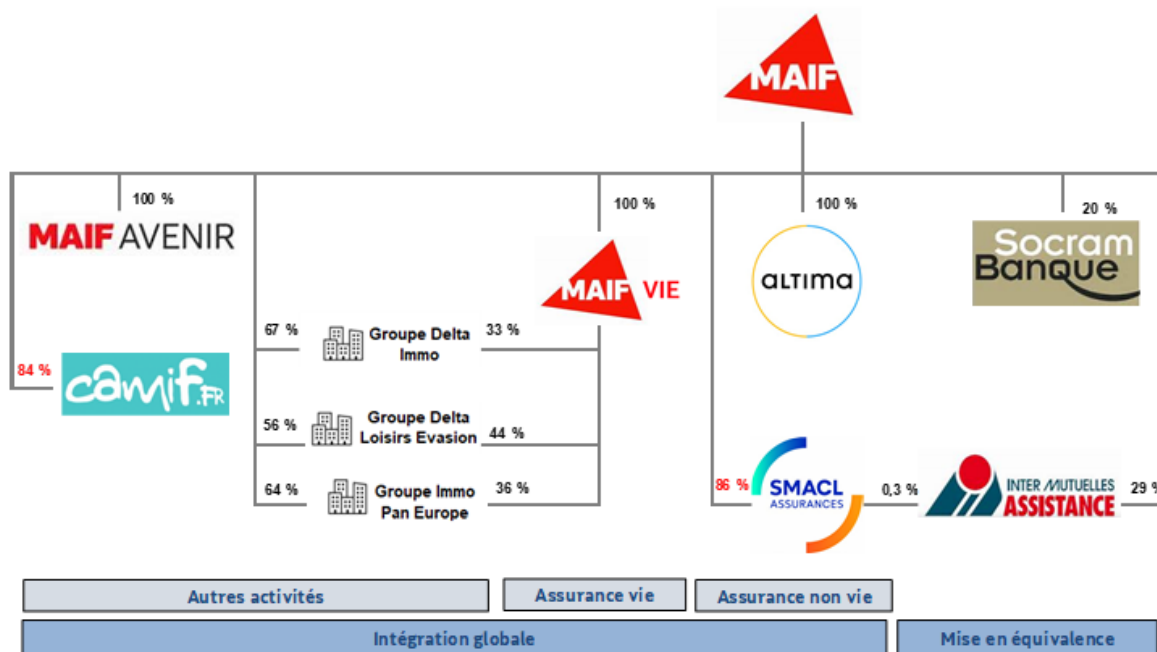 MAIF
100 %
100 %
100 %
20 %
MAIF AVENIR
MAIF VIE
ALTIMA
Socram
Banque
67 %
Groupe Delta
Immo
33 %
84 %
camif.FR
56 %
Groupe Delta
Loisirs Evasion
44 %
64 %
Groupe Immo
Pan Europe
36 %
86 %
SMACL
ASSURANCES
0,3 %
INTER MUTUELLES
ASSISTANCE
29 %
Autres activités
Assurance vie
Assurance non vie
Intégration globale
Mise en équivalence